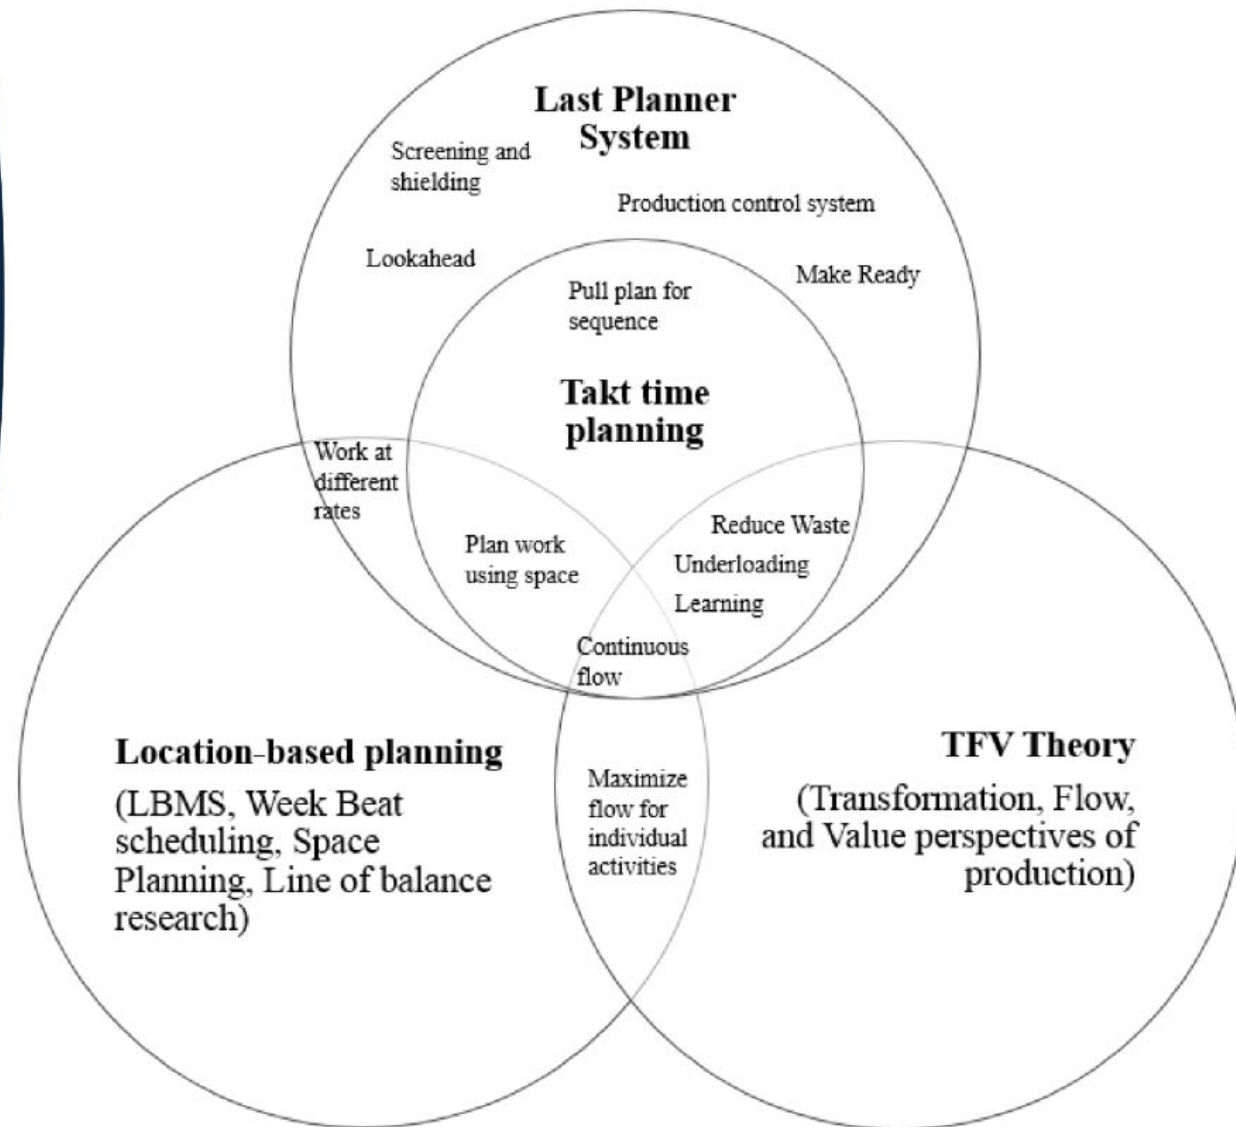 Last Planner
System
Screening and
shielding
Production control system
Lookahead
Make Ready
Pull plan for
sequence
Takt time
planning
Work at
different
rates
Plan work
using space
Reduce Waste
Underloading
Learning
Continuous
flow
Location-based planning
(LBMS, Week Beat
scheduling, Space
Planning, Line of balance
research)
Maximize
flow for
individual
activities
TFV Theory
(Transformation, Flow,
and Value perspectives of
production)